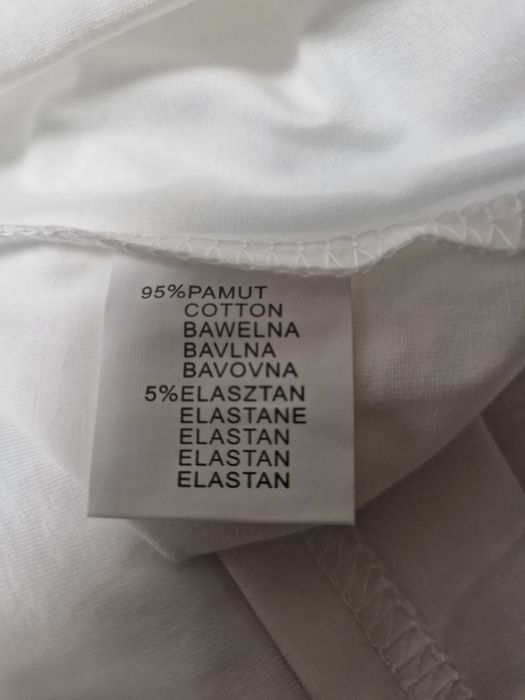 95%PAMUT
COTTON
BAWELNA
BAVLNA
BAVOVNA
5%ELASZTAN
ELASTANE
ELASTAN
ELASTAN
ELASTAN